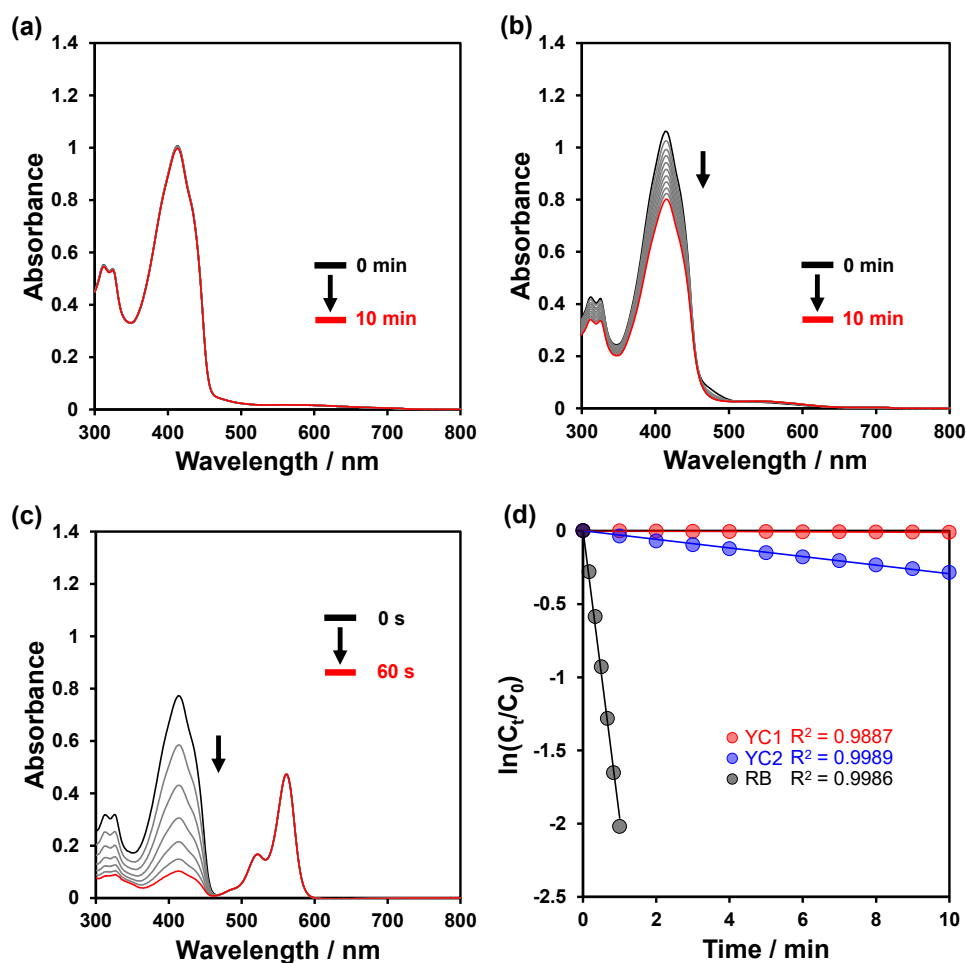 (a)
1.4
1.2
1
0.8
0.6
0.4
0.2
0
Absorbance
0 min
10 min
300 400 500 600 700 800
Wavelength / nm
(b)
1.4
1.2
1
0.8
0.6
0.4
0.2
0
Absorbance
0 min
10 min
300 400 500 600 700 800
Wavelength / nm
(c)
1.4
1.2
1
0.8
0.6
0.4
0.2
0
Absorbance
0 s
60 s
300 400 500 600 700 800
Wavelength / nm
(d)
0
-0.5
-1
-1.5
-2
-2.5
ln(Cₜ/C₀)
YC1 R² = 0.9887
YC2 R² = 0.9989
RB R² = 0.9986
0 2 4 6 8 10
Time / min